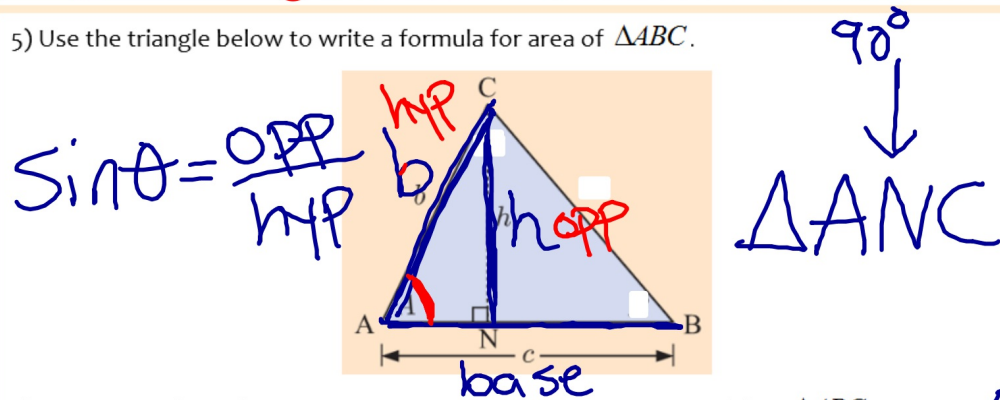 5) Use the triangle below to write a formula for area of ΔABC.
90°
↓
ΔANC
sinθ = opp/hyp
hyp
C
b
b
h
h
opp
A
A
N
B
c
base